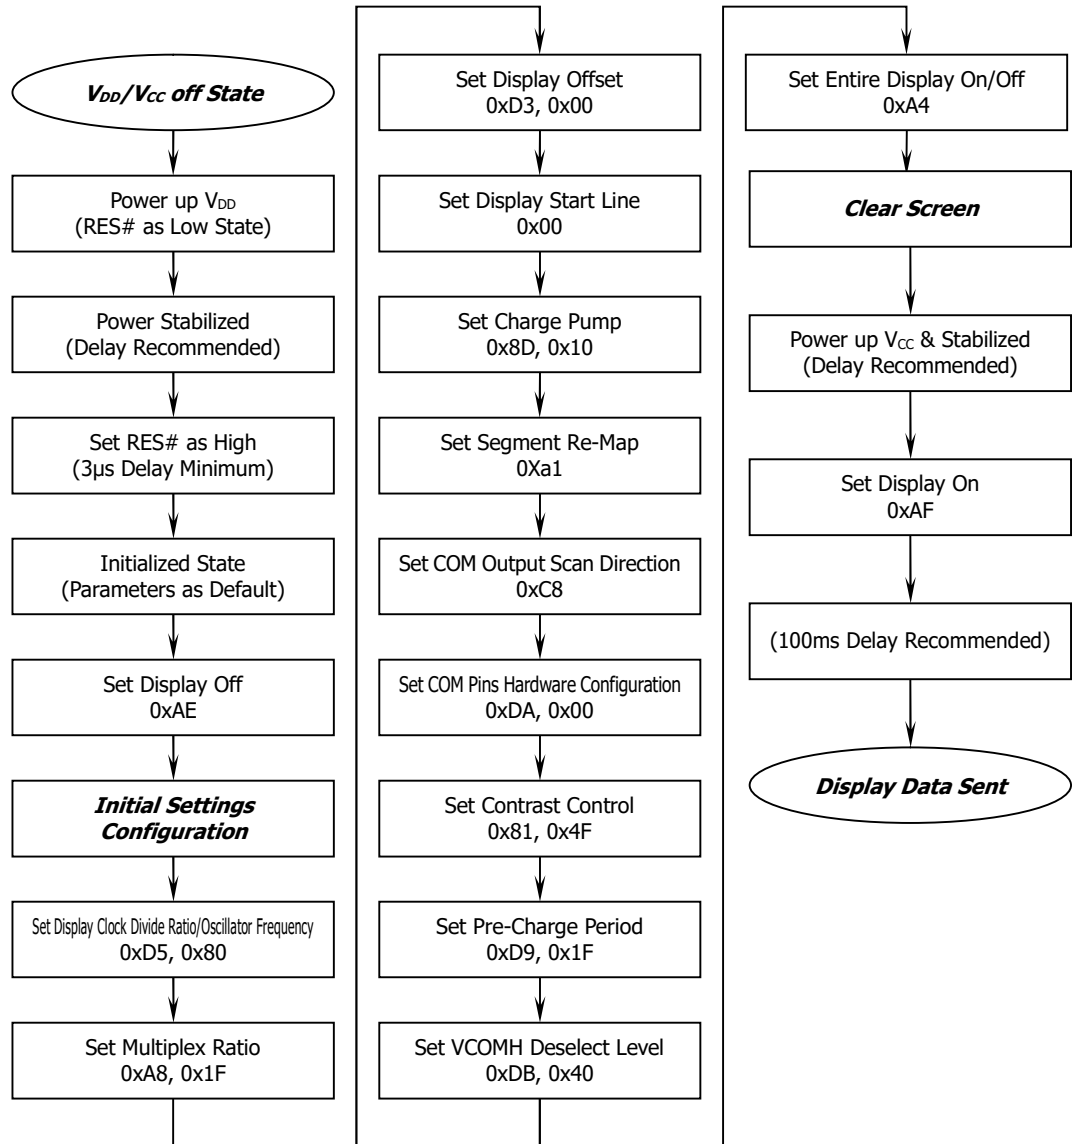 VDD/VCC off State
Power up VDD
(RES# as Low State)
Power Stabilized
(Delay Recommended)
Set RES# as High
(3μs Delay Minimum)
Initialized State
(Parameters as Default)
Set Display Off
0xAE
Initial Settings
Configuration
Set Display Clock Divide Ratio/Oscillator Frequency
0xD5, 0x80
Set Multiplex Ratio
0xA8, 0x1F
Set Display Offset
0xD3, 0x00
Set Display Start Line
0x00
Set Charge Pump
0x8D, 0x10
Set Segment Re-Map
0Xa1
Set COM Output Scan Direction
0xC8
Set COM Pins Hardware Configuration
0xDA, 0x00
Set Contrast Control
0x81, 0x4F
Set Pre-Charge Period
0xD9, 0x1F
Set VCOMH Deselect Level
0xDB, 0x40
Set Entire Display On/Off
0xA4
Clear Screen
Power up VCC & Stabilized
(Delay Recommended)
Set Display On
0xAF
(100ms Delay Recommended)
Display Data Sent